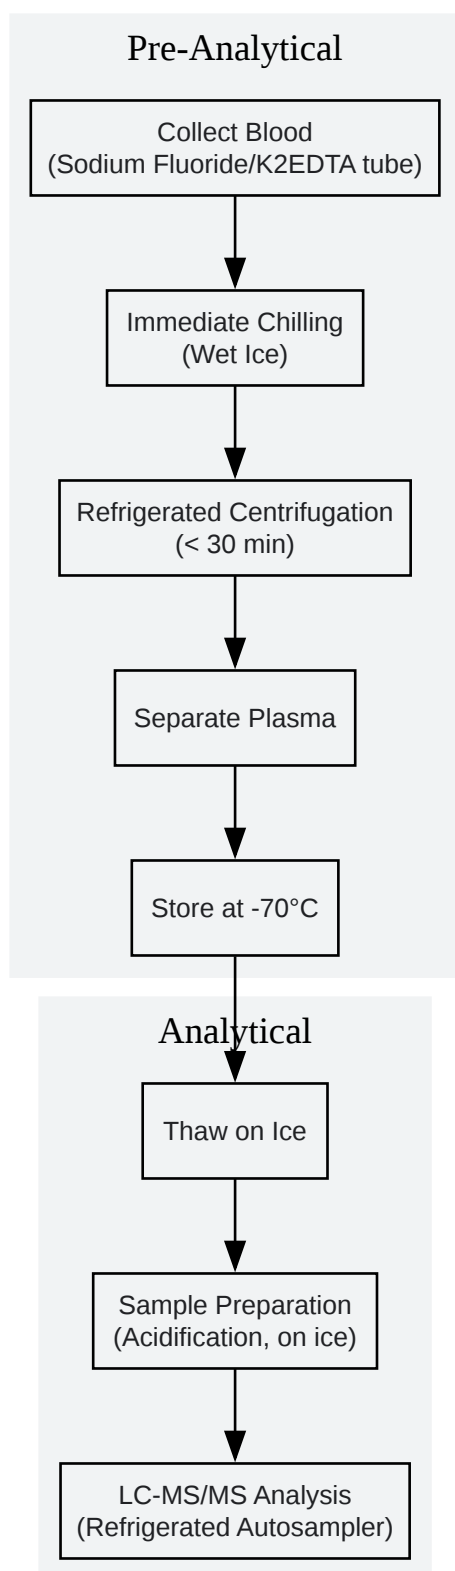 Pre-Analytical
Collect Blood
(Sodium Fluoride/K2EDTA tube)
Immediate Chilling
(Wet Ice)
Refrigerated Centrifugation
(< 30 min)
Separate Plasma
Store at -70°C
Analytical
Thaw on Ice
Sample Preparation
(Acidification, on ice)
LC-MS/MS Analysis
(Refrigerated Autosampler)